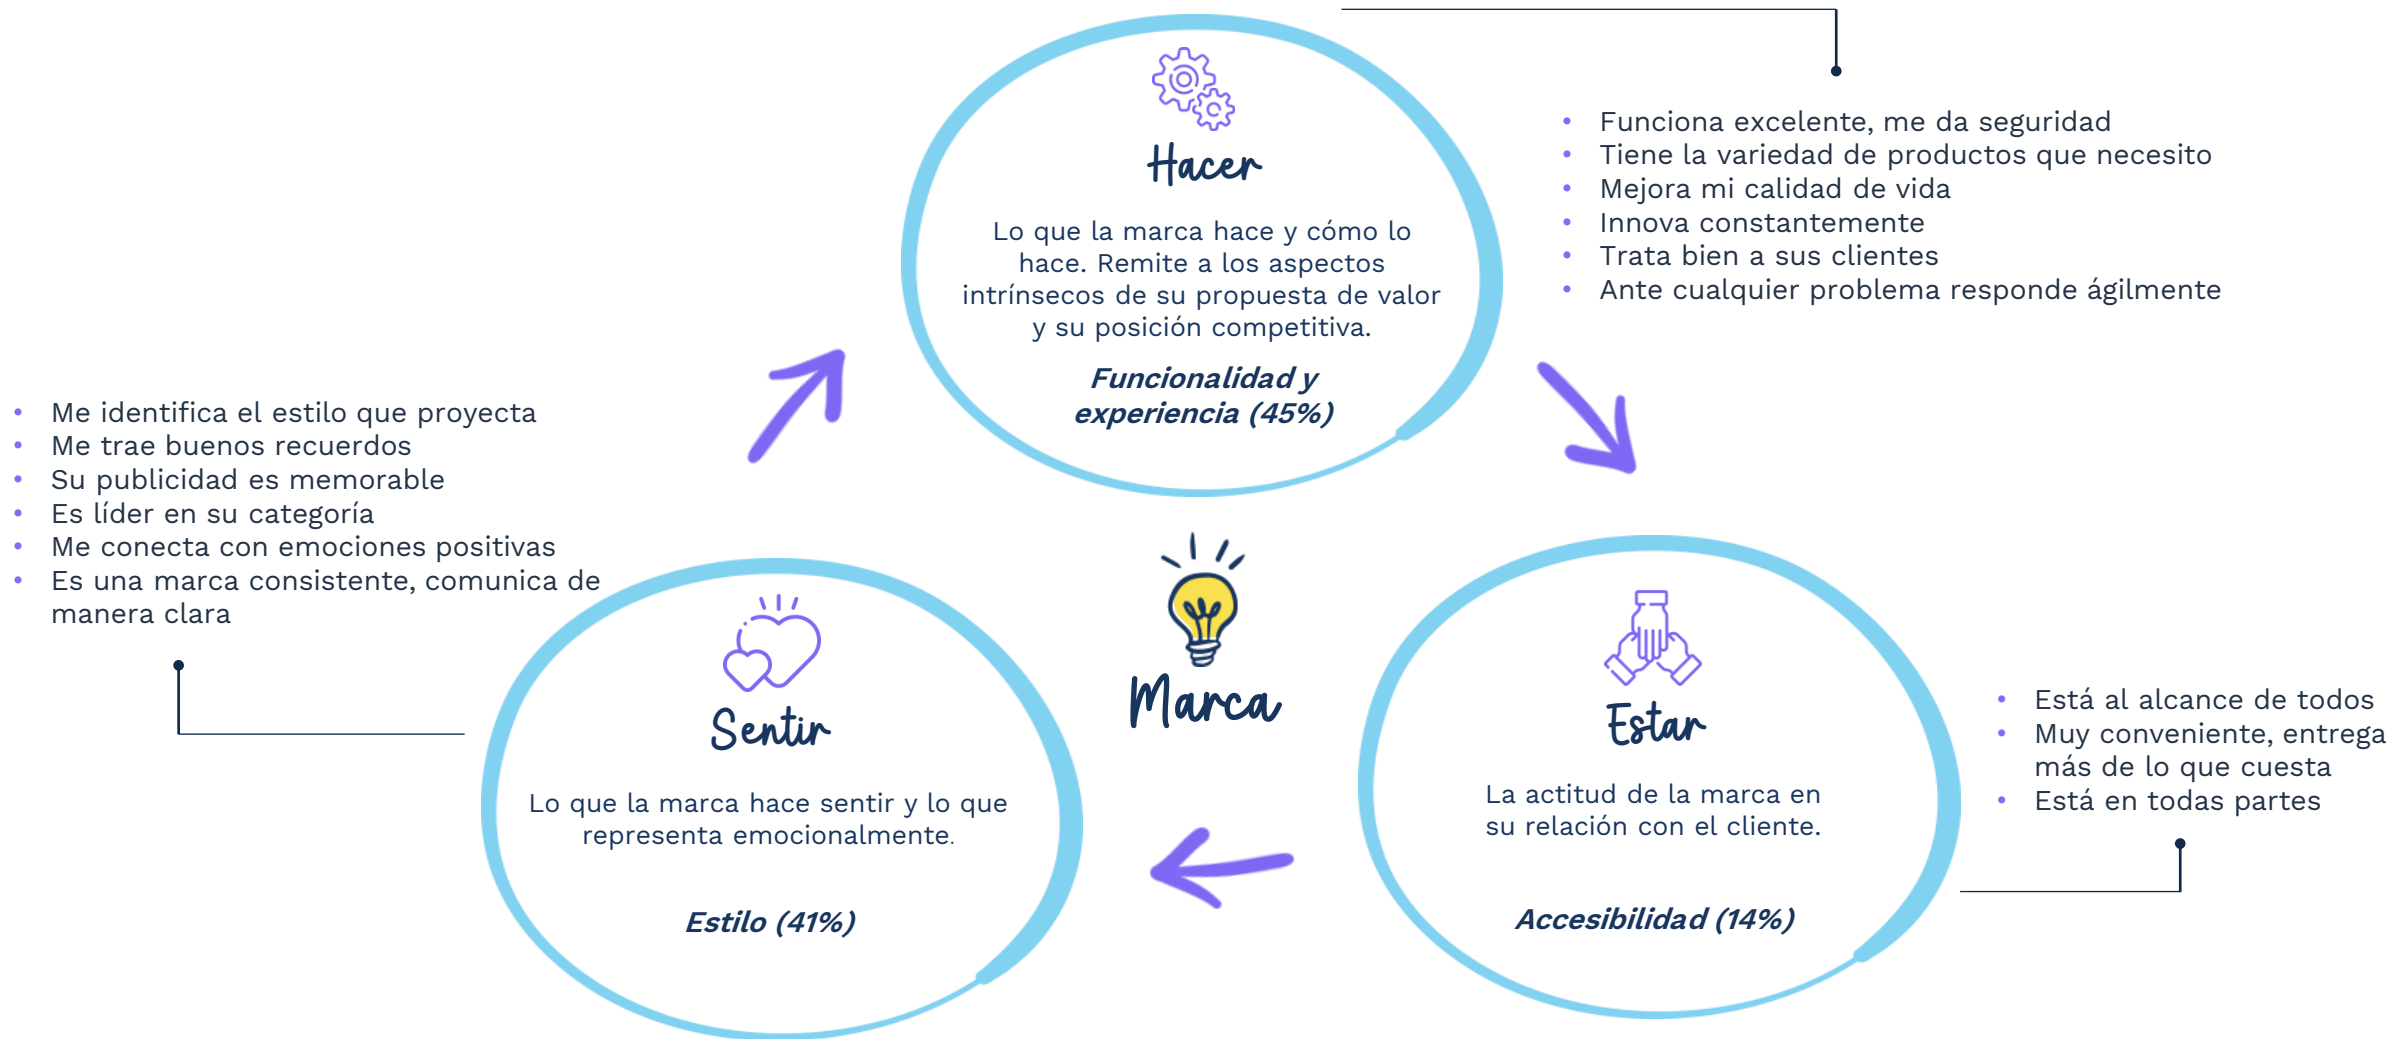 Hacer
Lo que la marca hace y cómo lo
hace. Remite a los aspectos
intrínsecos de su propuesta de valor
y su posición competitiva.
Funcionalidad y
experiencia (45%)
• Funciona excelente, me da seguridad
• Tiene la variedad de productos que necesito
• Mejora mi calidad de vida
• Innova constantemente
• Trata bien a sus clientes
• Ante cualquier problema responde ágilmente
• Me identifica el estilo que proyecta
• Me trae buenos recuerdos
• Su publicidad es memorable
• Es líder en su categoría
• Me conecta con emociones positivas
• Es una marca consistente, comunica de
manera clara
Sentir
Lo que la marca hace sentir y lo que
representa emocionalmente.
Estilo (41%)
Marca
Estar
La actitud de la marca en
su relación con el cliente.
Accesibilidad (14%)
• Está al alcance de todos
• Muy conveniente, entrega
más de lo que cuesta
• Está en todas partes